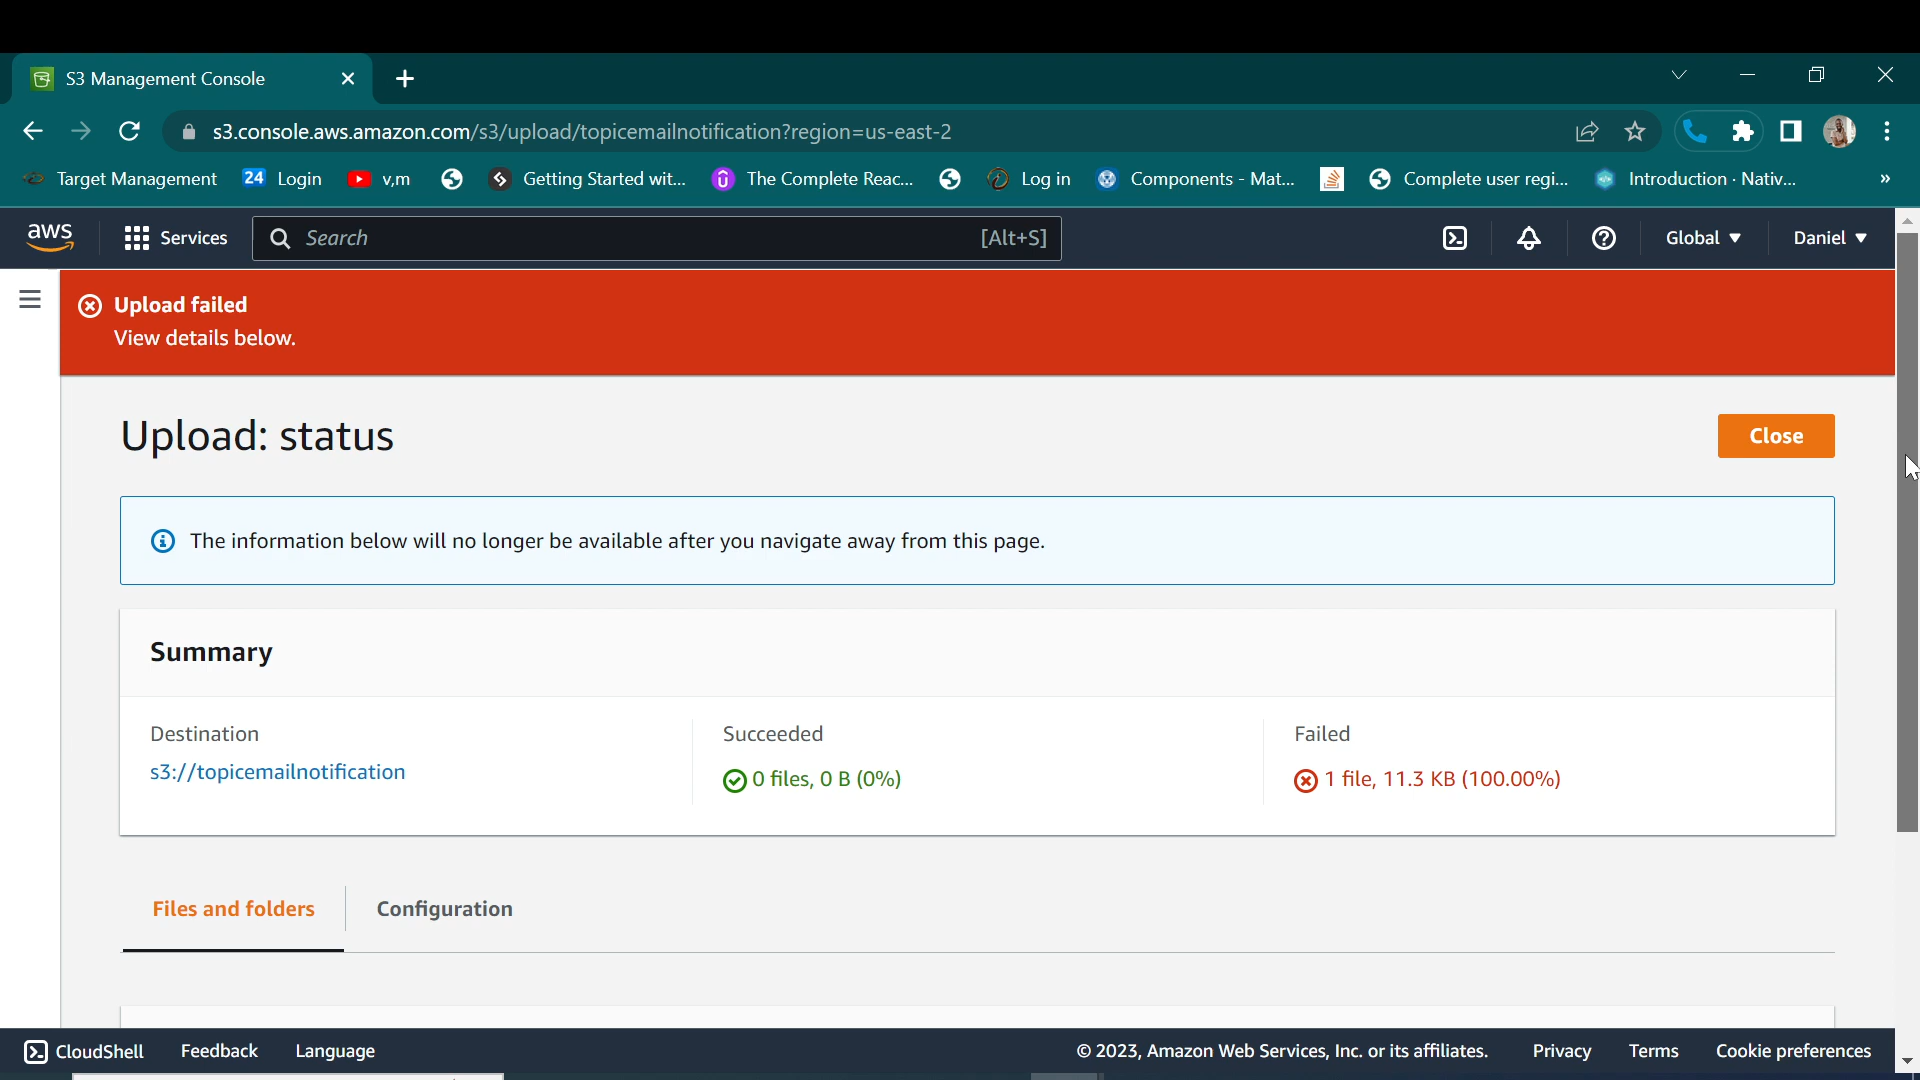 S3 Management Console
s3.console.aws.amazon.com/s3/upload/topicemailnotification?region=us-east-2
Target Management 24 Login v,m Getting Started wit... The Complete Reac... Log in Components - Mat... Complete user regi... Introduction · Nativ... »
aws Services Search [Alt+S] Global Daniel
Upload failed
View details below.
Upload: status
Close
The information below will no longer be available after you navigate away from this page.
Summary
Destination Succeeded Failed
s3://topicemailnotification 0 files, 0 B (0%) 1 file, 11.3 KB (100.00%)
Files and folders Configuration
CloudShell Feedback Language © 2023, Amazon Web Services, Inc. or its affiliates. Privacy Terms Cookie preferences